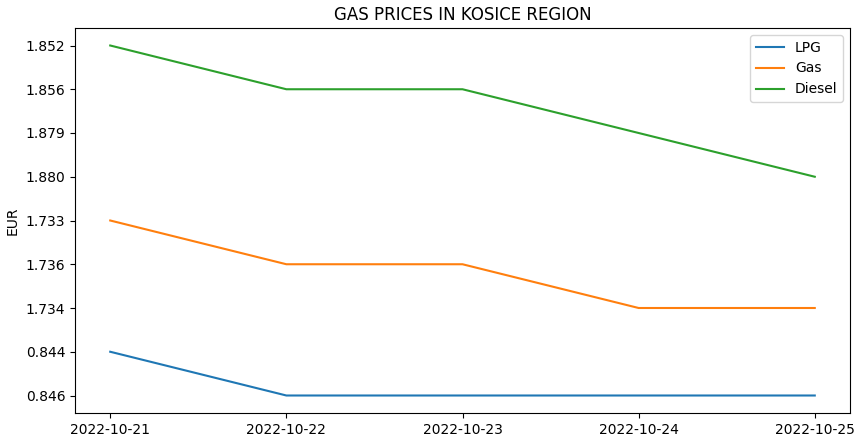 GAS PRICES IN KOSICE REGION
LPG
Gas
Diesel
EUR
1.852
1.856
1.879
1.880
1.733
1.736
1.734
0.844
0.846
2022-10-21 2022-10-22 2022-10-23 2022-10-24 2022-10-25